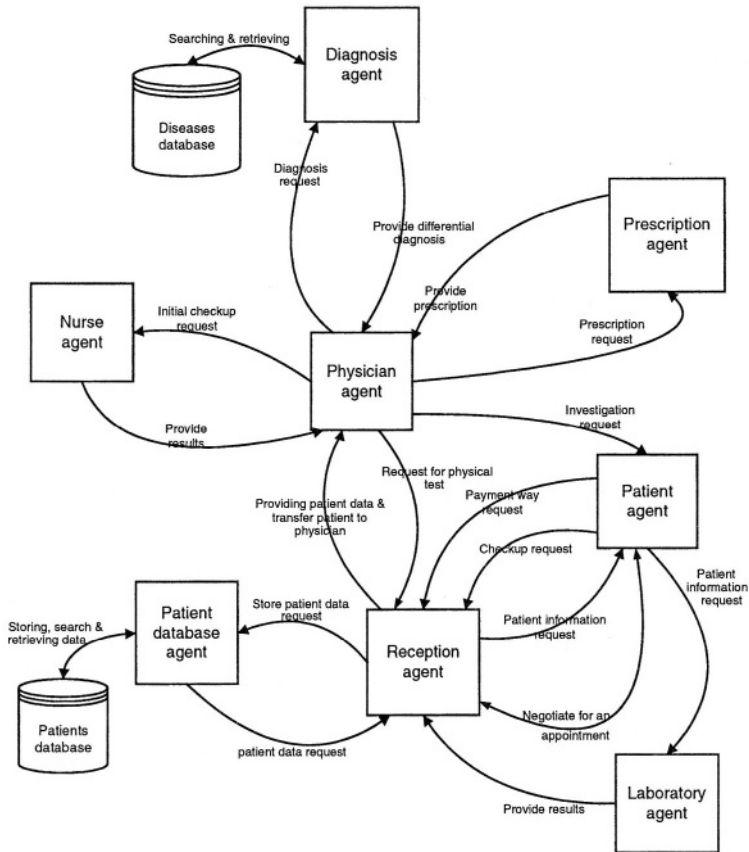 Searching & retrieving
Diagnosis
agent
Diseases
database
Diagnosis
request
Provide differential
diagnosis
Prescription
agent
Provide
prescription
Nurse
agent
Initial checkup
request
Physician
agent
Prescription
request
Provide
results
Investigation
request
Request for physical
test
Payment way
request
Patient
agent
Providing patient data &
transfer patient to
physician
Checkup request
Patient
information
request
Patient
database
agent
Store patient data
request
Storing, search &
retrieving data
Reception
agent
Patient information
request
Patients
database
patient data request
Negotiate for an
appointment
Laboratory
agent
Provide results